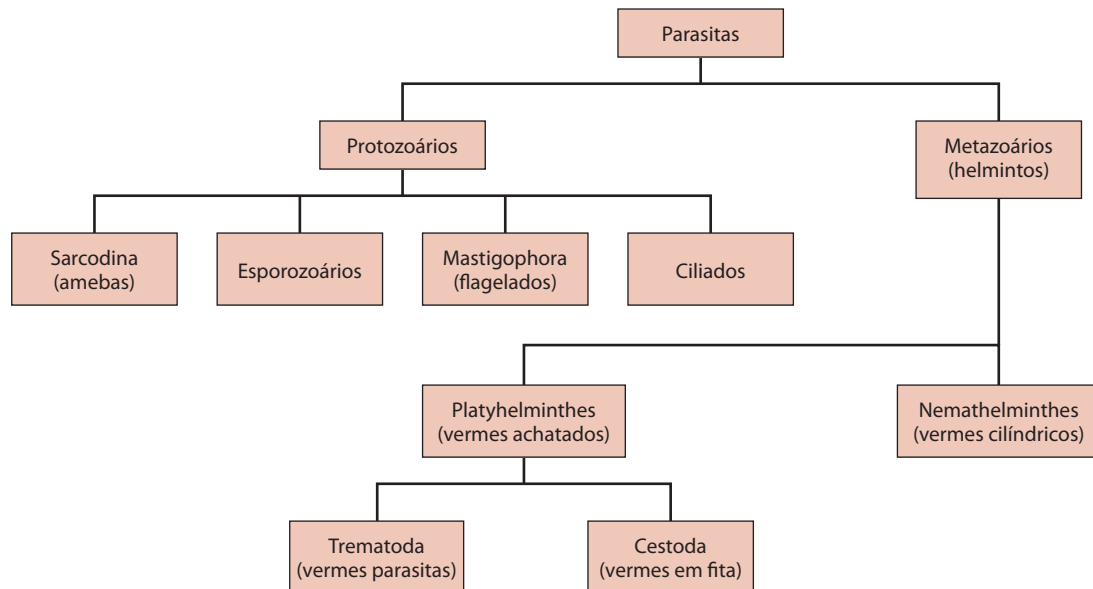 Parasitas
Protozoários
Metazoários
(helmintos)
Sarcodina
(amebas)
Esporozoários
Mastigophora
(flagelados)
Ciliados
Platyhelminthes
(vermes achatados)
Nemathelminthes
(vermes cilíndricos)
Trematoda
(vermes parasitas)
Cestoda
(vermes em fita)